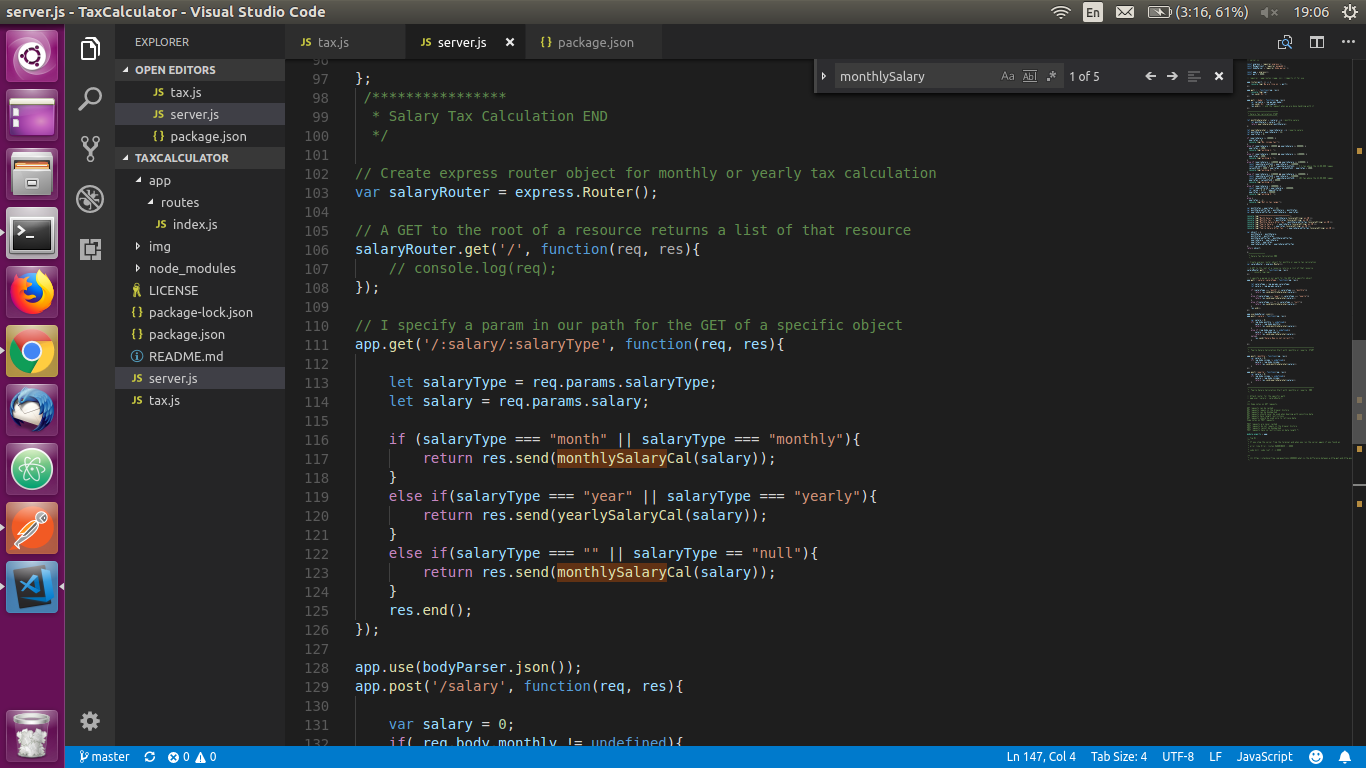 server.js - TaxCalculator - Visual Studio Code
En
(3:16, 61%)
19:06
EXPLORER
OPEN EDITORS
JS tax.js
JS server.js
{} package.json
TAXCALCULATOR
app
routes
JS index.js
img
node_modules
LICENSE
{} package-lock.json
{} package.json
README.md
JS server.js
JS tax.js
JS tax.js
JS server.js
{} package.json
monthlySalary
Aa
Abl
.*
1 of 5
96
97 };
98 /****************
99 * Salary Tax Calculation END
100 */
101
102 // Create express router object for monthly or yearly tax calculation
103 var salaryRouter = express.Router();
104
105 // A GET to the root of a resource returns a list of that resource
106 salaryRouter.get('/', function(req, res){
107 // console.log(req);
108 });
109
110 // I specify a param in our path for the GET of a specific object
111 app.get('/:salary/:salaryType', function(req, res){
112
113 let salaryType = req.params.salaryType;
114 let salary = req.params.salary;
115
116 if (salaryType === "month" || salaryType === "monthly"){
117 return res.send(monthlySalaryCal(salary));
118 }
119 else if(salaryType === "year" || salaryType === "yearly"){
120 return res.send(yearlySalaryCal(salary));
121 }
122 else if(salaryType === "" || salaryType == "null"){
123 return res.send(monthlySalaryCal(salary));
124 }
125 res.end();
126 });
127
128 app.use(bodyParser.json());
129 app.post('/salary', function(req, res){
130
131 var salary = 0;
132 if( req.body.monthly != undefined){
master
0
0
Ln 147, Col 4
Tab Size: 4
UTF-8
LF
JavaScript